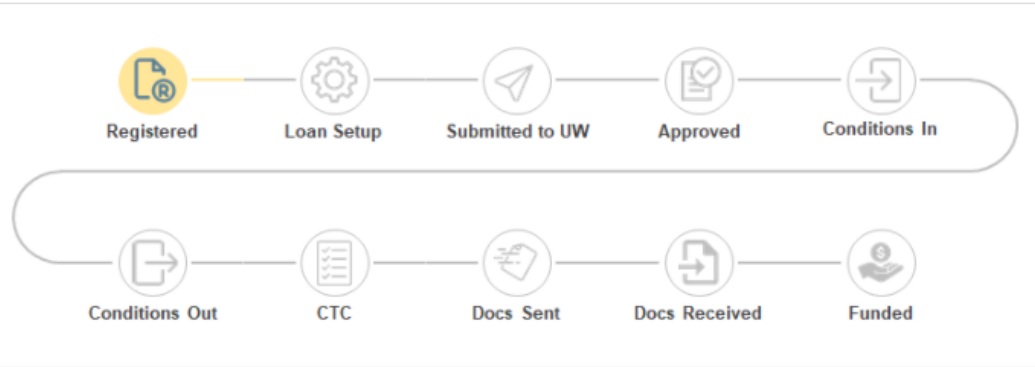 Registered
Loan Setup
Submitted to UW
Approved
Conditions In
Conditions Out
CTC
Docs Sent
Docs Received
Funded